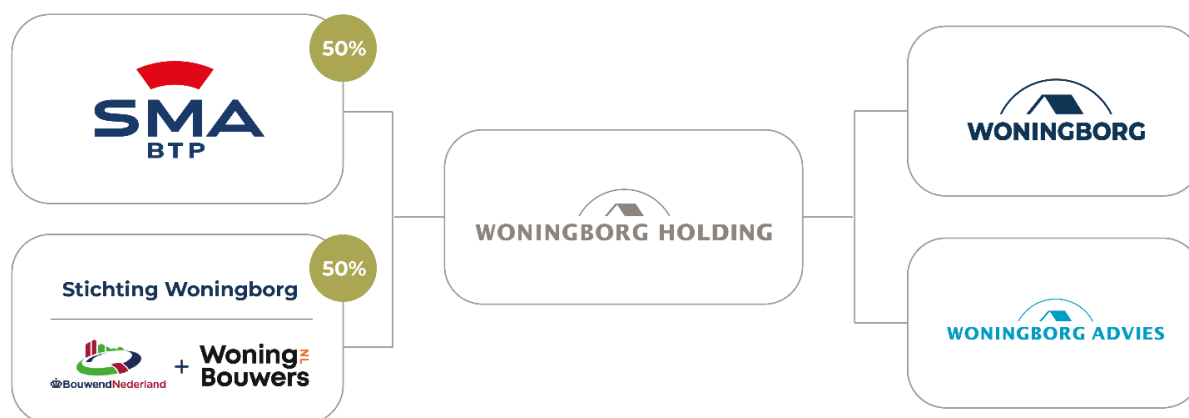 50%
SMA
BTP
50%
Stichting Woningborg
BouwendNederland
+
Woning NL
Bouwers
WONINGBORG HOLDING
WONINGBORG
WONINGBORG ADVIES